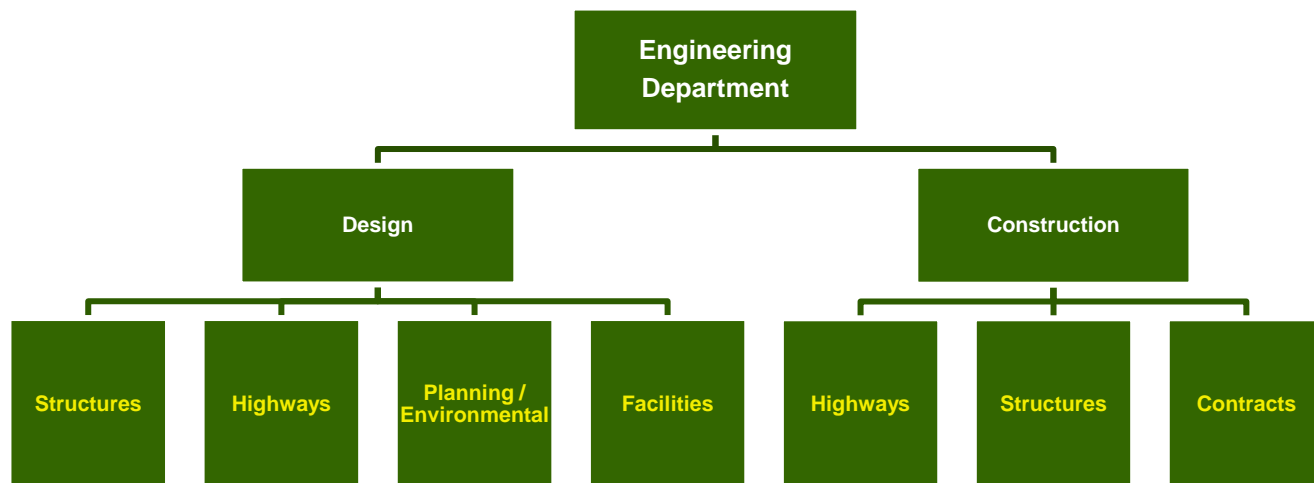 Engineering
Department
Design
Construction
Structures
Highways
Planning /
Environmental
Facilities
Highways
Structures
Contracts